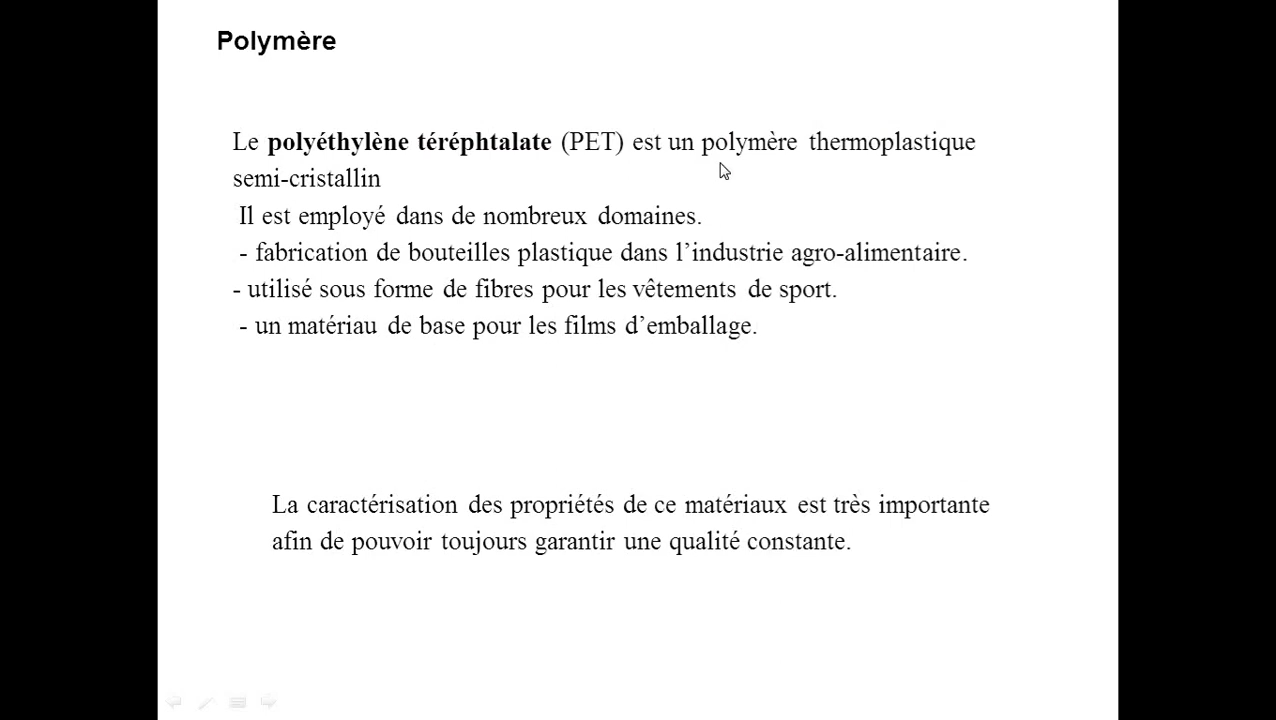 Polymère
Le polyéthylène téréphtalate (PET) est un polymère thermoplastique
semi-cristallin
Il est employé dans de nombreux domaines.
- fabrication de bouteilles plastique dans l’industrie agro-alimentaire.
- utilisé sous forme de fibres pour les vêtements de sport.
- un matériau de base pour les films d’emballage.
La caractérisation des propriétés de ce matériaux est très importante
afin de pouvoir toujours garantir une qualité constante.